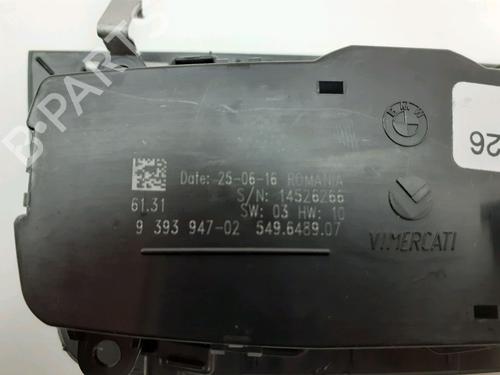 B-PARTS
BMW
26
Date: 25-06-16 ROMANIA
S/N: 14526266
61.31
SW: 03 HW: 10
9 393 947-02 549.6489.07
VIMERCATI